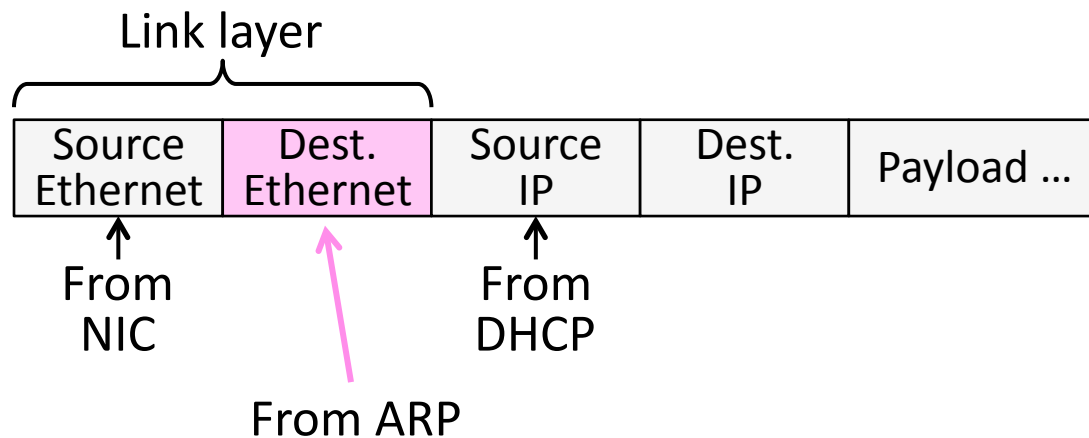 Link layer
Source
Ethernet
Dest.
Ethernet
Source
IP
Dest.
IP
Payload ...
From
NIC
From
DHCP
From ARP